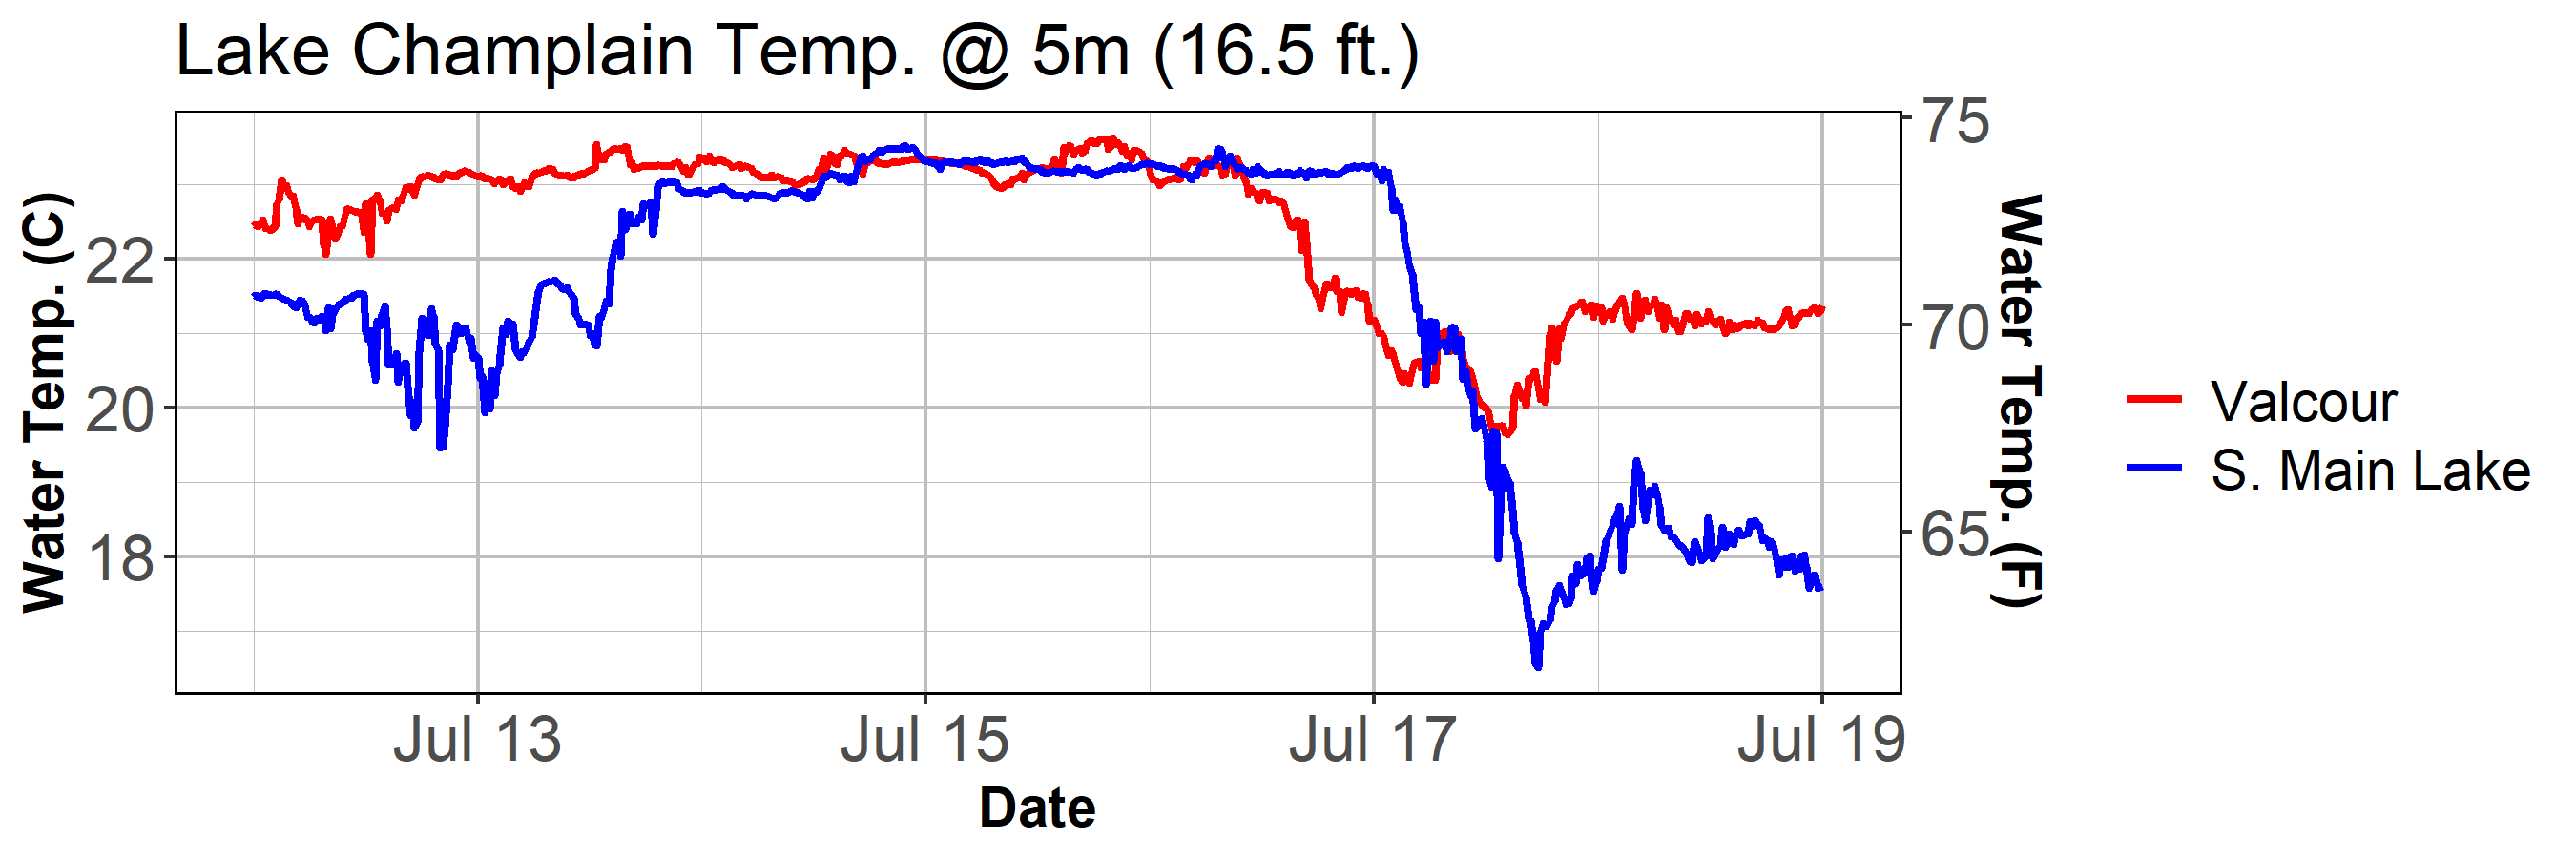 Lake Champlain Temp. @ 5m (16.5 ft.)
Water Temp. (C)
22
20
18
75
70
65
Water Temp. (F)
Jul 13
Jul 15
Jul 17
Jul 19
Date
Valcour
S. Main Lake